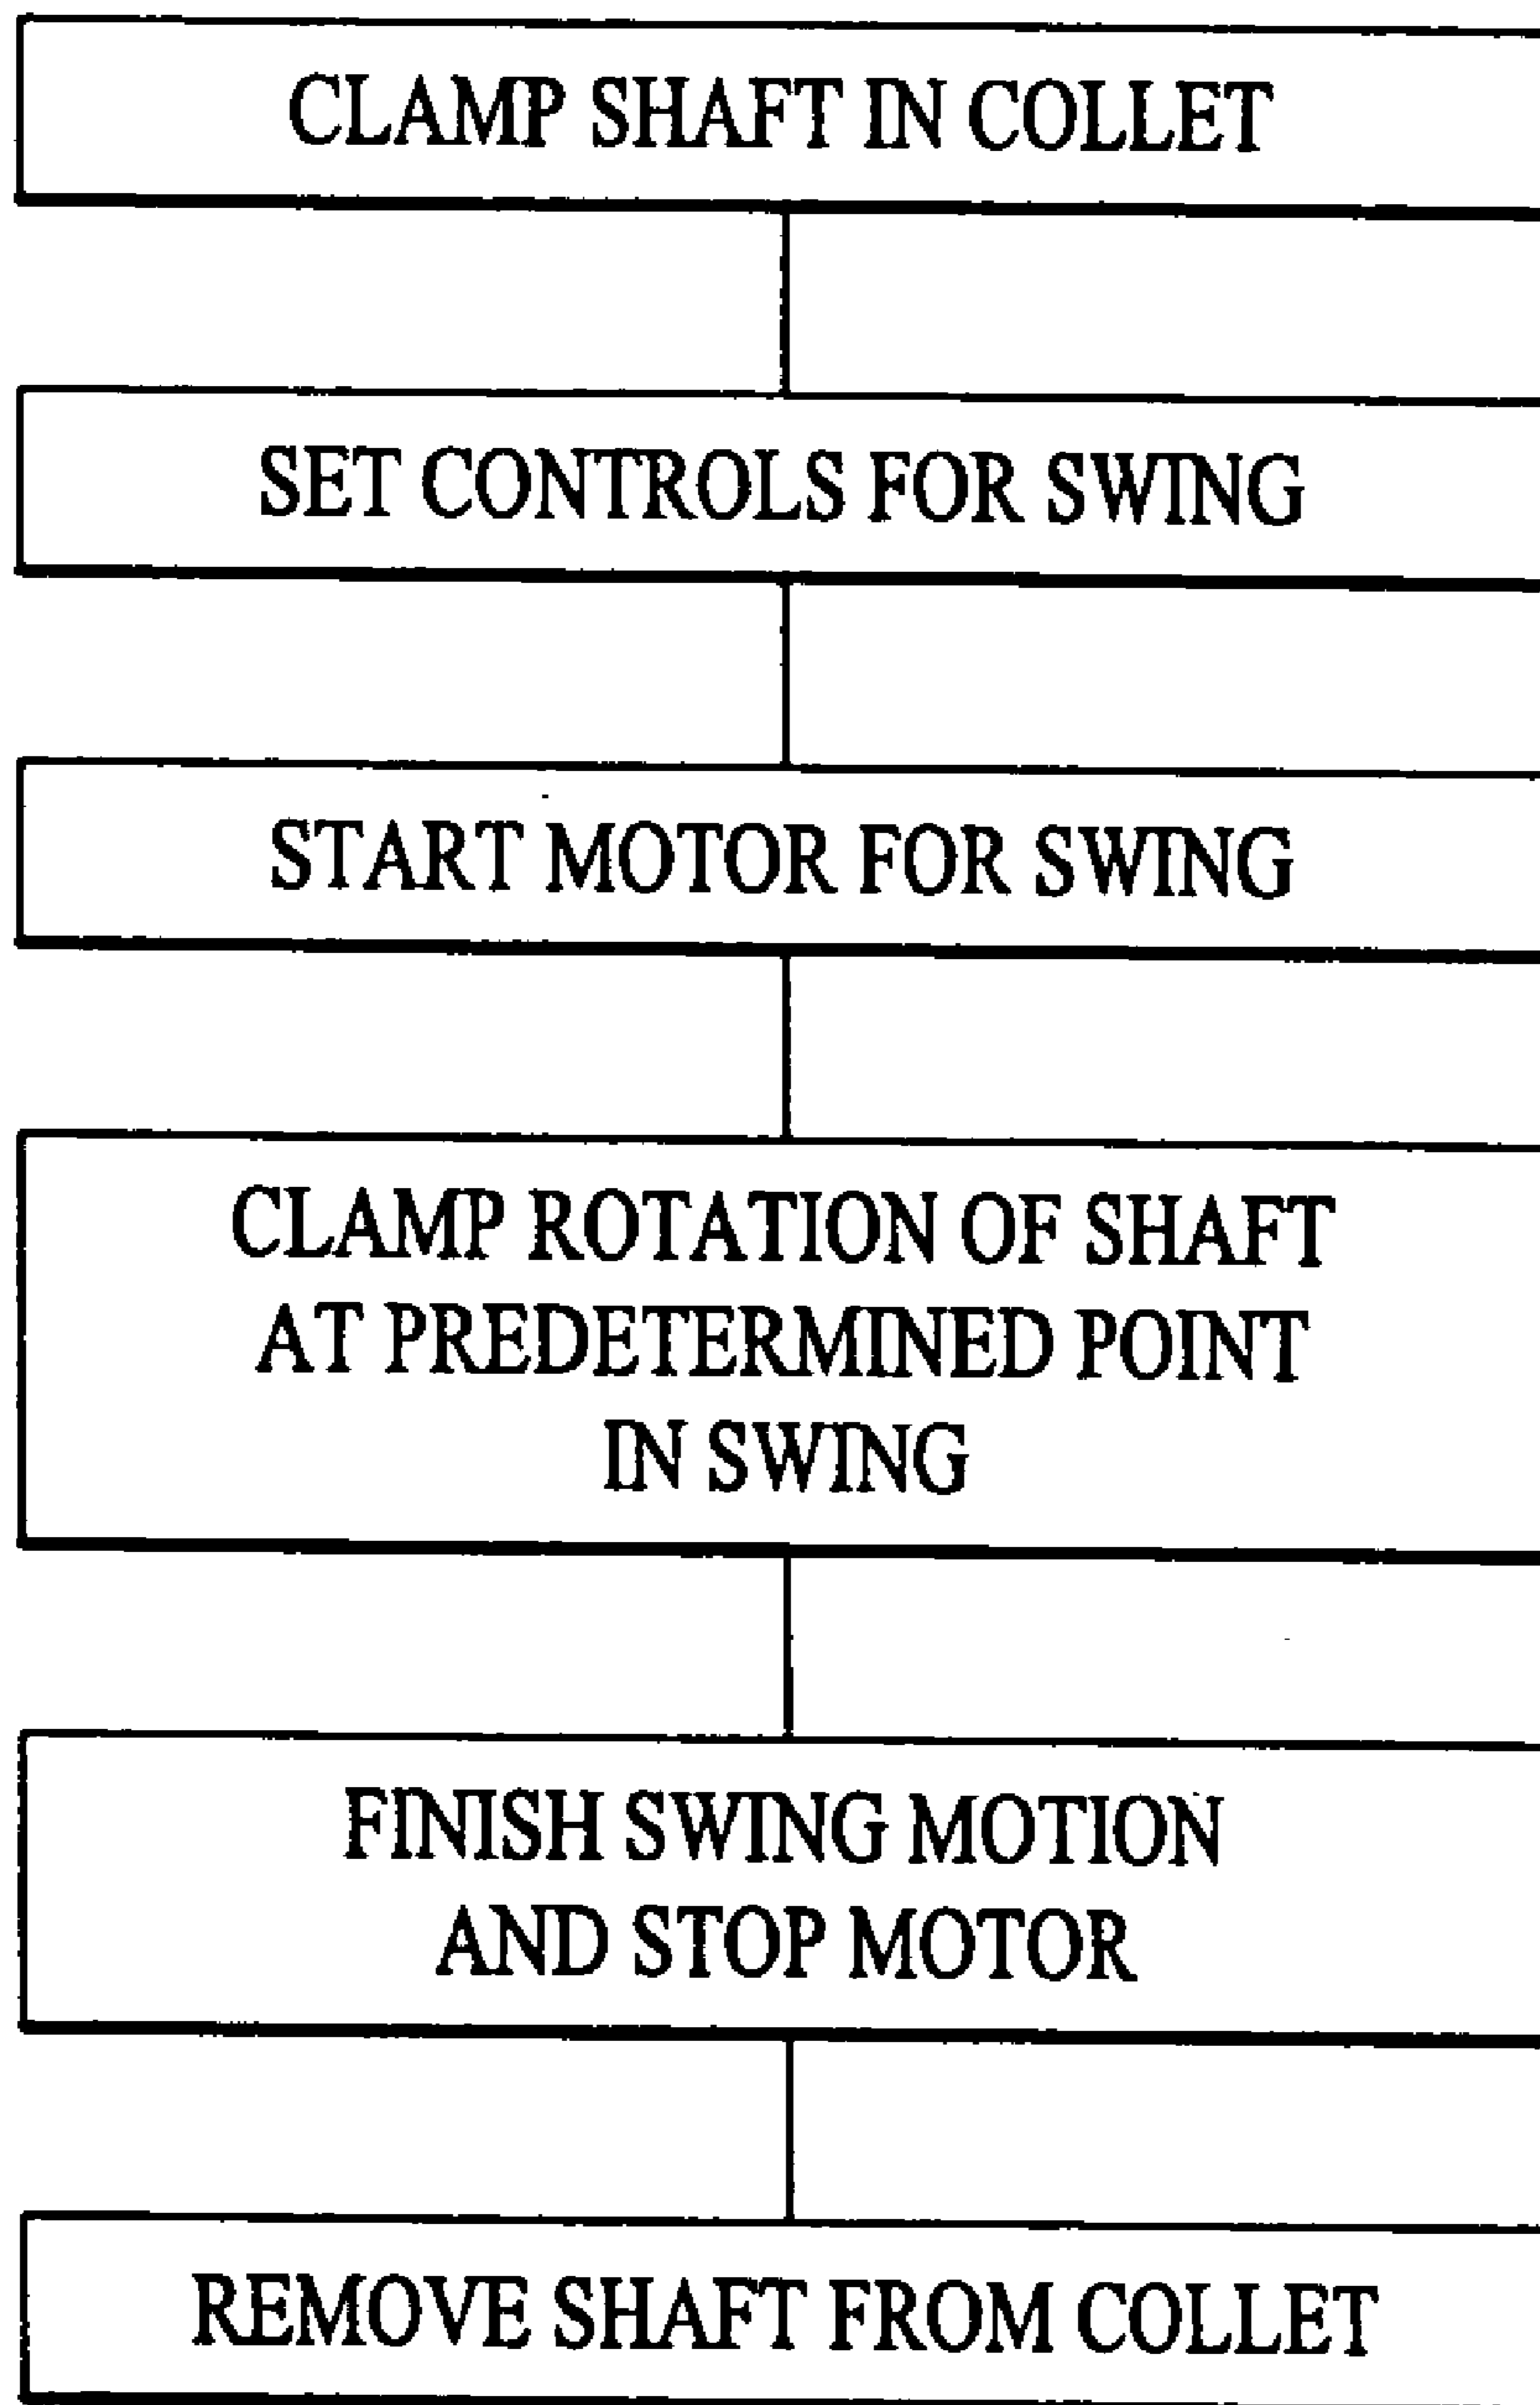 CLAMP SHAFT IN COLLET
SET CONTROLS FOR SWING
START MOTOR FOR SWING
CLAMP ROTATION OF SHAFT
AT PREDETERMINED POINT
IN SWING
FINISH SWING MOTION
AND STOP MOTOR
REMOVE SHAFT FROM COLLET